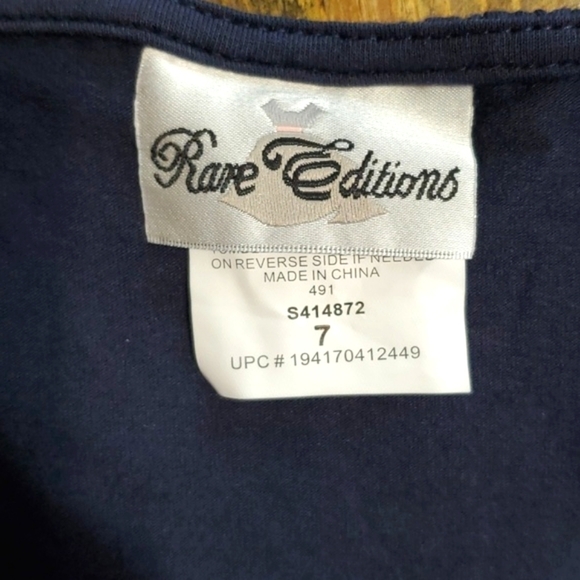 Rare Editions
ON REVERSE SIDE IF NEEDED
MADE IN CHINA
491
S414872
7
UPC # 194170412449